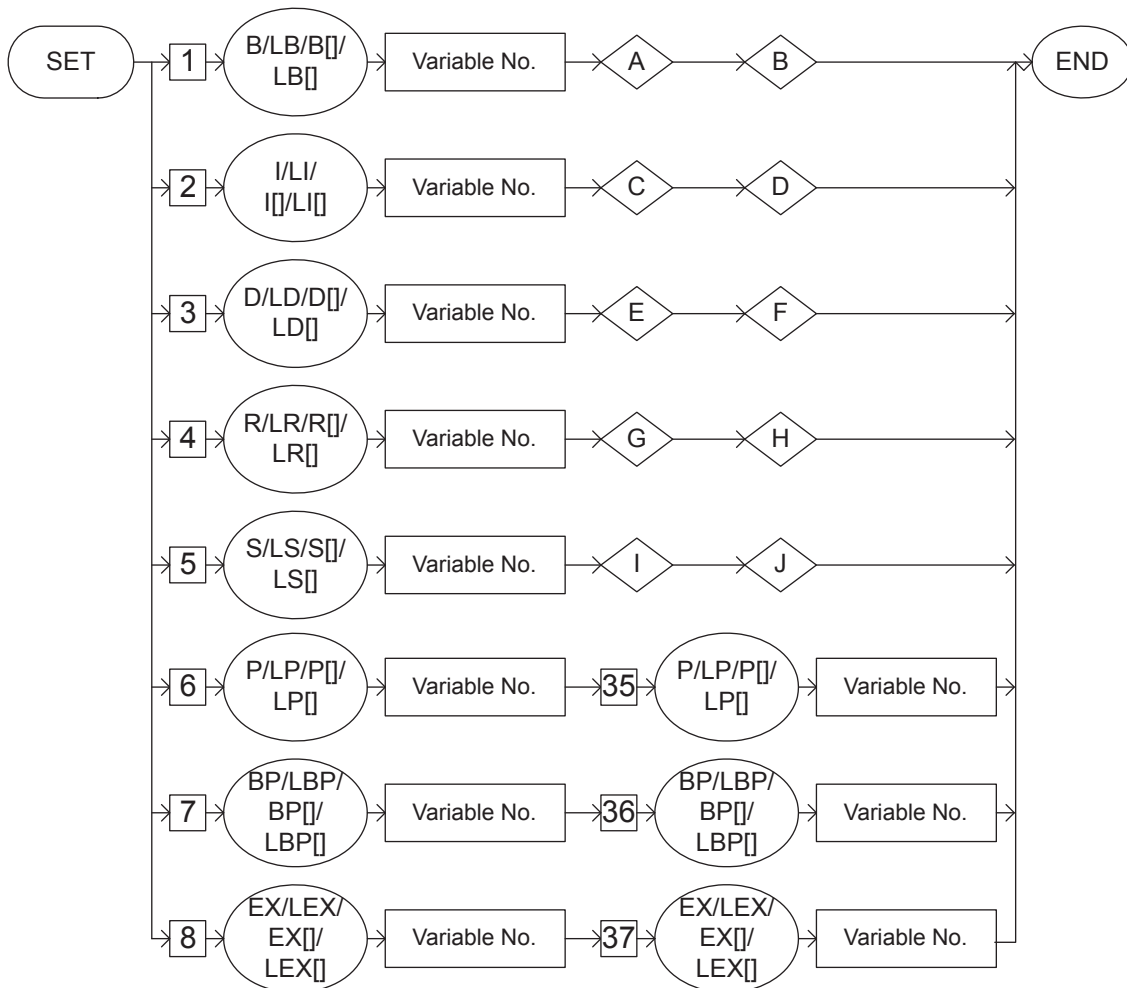 SET
1
B/LB/B[]/
LB[]
Variable No.
A
B
END
2
I/LI/
I[]/LI[]
Variable No.
C
D
3
D/LD/D[]/
LD[]
Variable No.
E
F
4
R/LR/R[]/
LR[]
Variable No.
G
H
5
S/LS/S[]/
LS[]
Variable No.
I
J
6
P/LP/P[]/
LP[]
Variable No.
35
P/LP/P[]/
LP[]
Variable No.
7
BP/LBP/
BP[]/
LBP[]
Variable No.
36
BP/LBP/
BP[]/
LBP[]
Variable No.
8
EX/LEX/
EX[]/
LEX[]
Variable No.
37
EX/LEX/
EX[]/
LEX[]
Variable No.